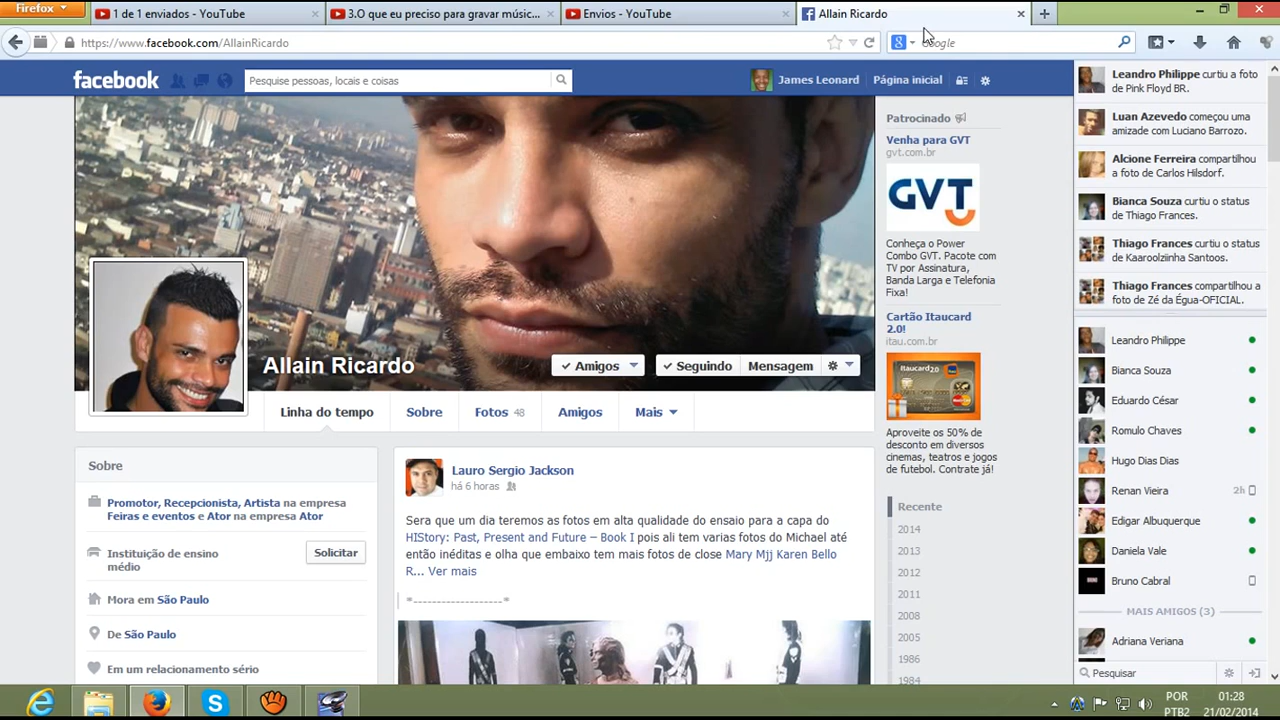 Firefox
1 de 1 enviados - YouTube
3.O que eu preciso para gravar músic...
Envios - YouTube
Allain Ricardo
https://www.facebook.com/AllainRicardo
Google
facebook
Pesquise pessoas, locais e coisas
James Leonard
Página inicial
Allain Ricardo
Amigos
Seguindo
Mensagem
Linha do tempo
Sobre
Fotos 48
Amigos
Mais
Sobre
Promotor, Recepcionista, Artista na empresa
Feiras e eventos e Ator na empresa Ator
Instituição de ensino
médio
Solicitar
Mora em São Paulo
De São Paulo
Em um relacionamento sério
Lauro Sergio Jackson
há 6 horas
Sera que um dia teremos as fotos em alta qualidade do ensaio para a capa do
HIStory: Past, Present and Future – Book I pois ali tem varias fotos do Michael até
então inéditas e olha que embaixo tem mais fotos de close Mary Mjj Karen Bello
R... Ver mais
*-------------------*
Patrocinado
Venha para GVT
gvt.com.br
GVT
Conheça o Power
Combo GVT. Pacote com
TV por Assinatura,
Banda Larga e Telefonia
Fixa!
Cartão Itaucard
2.0!
itau.com.br
Itaucard 2.0
MasterCard
Aproveite os 50% de
desconto em diversos
cinemas, teatros e jogos
de futebol. Contrate já!
Recente
2014
2013
2012
2011
2008
2005
1986
1984
Leandro Philippe curtiu a foto
de Pink Floyd BR.
Luan Azevedo começou uma
amizade com Luciano Barrozo.
Alcione Ferreira compartilhou
a foto de Carlos Hilsdorf.
Bianca Souza curtiu o status
de Thiago Frances.
Thiago Frances curtiu o status
de Kaaroolziinha Santoos.
Thiago Frances compartilhou a
foto de Zé da Égua-OFICIAL.
Leandro Philippe
Bianca Souza
Eduardo César
Romulo Chaves
Hugo Dias Dias
Renan Vieira 2h
Edigar Albuquerque
Daniela Vale
Bruno Cabral
MAIS AMIGOS (3)
Adriana Veriana
Pesquisar
POR
PTB2
01:28
21/02/2014